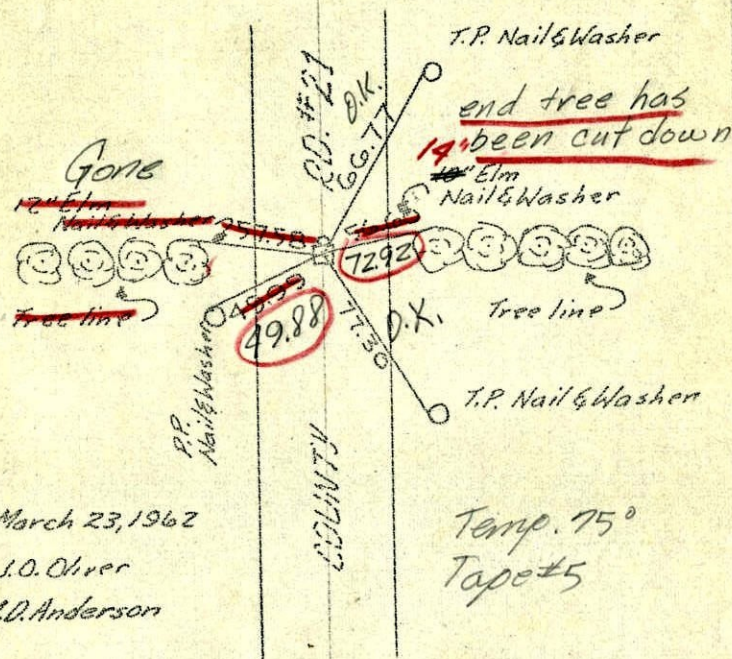 T.P. Nail & Washer
RD. #21
O.K.
66.77
end tree has
been cut down
14"
10" Elm
Nail & Washer
Gone
12" Elm
Nail & Washer
57.58
72.92
Tree line
49.88
77.30
O.K.
Tree line
P.P.
Nail & Washer
T.P. Nail & Washer
COUNTY
March 23, 1962
J.O. Oliver
D. Anderson
Temp. 75°
Tape #5